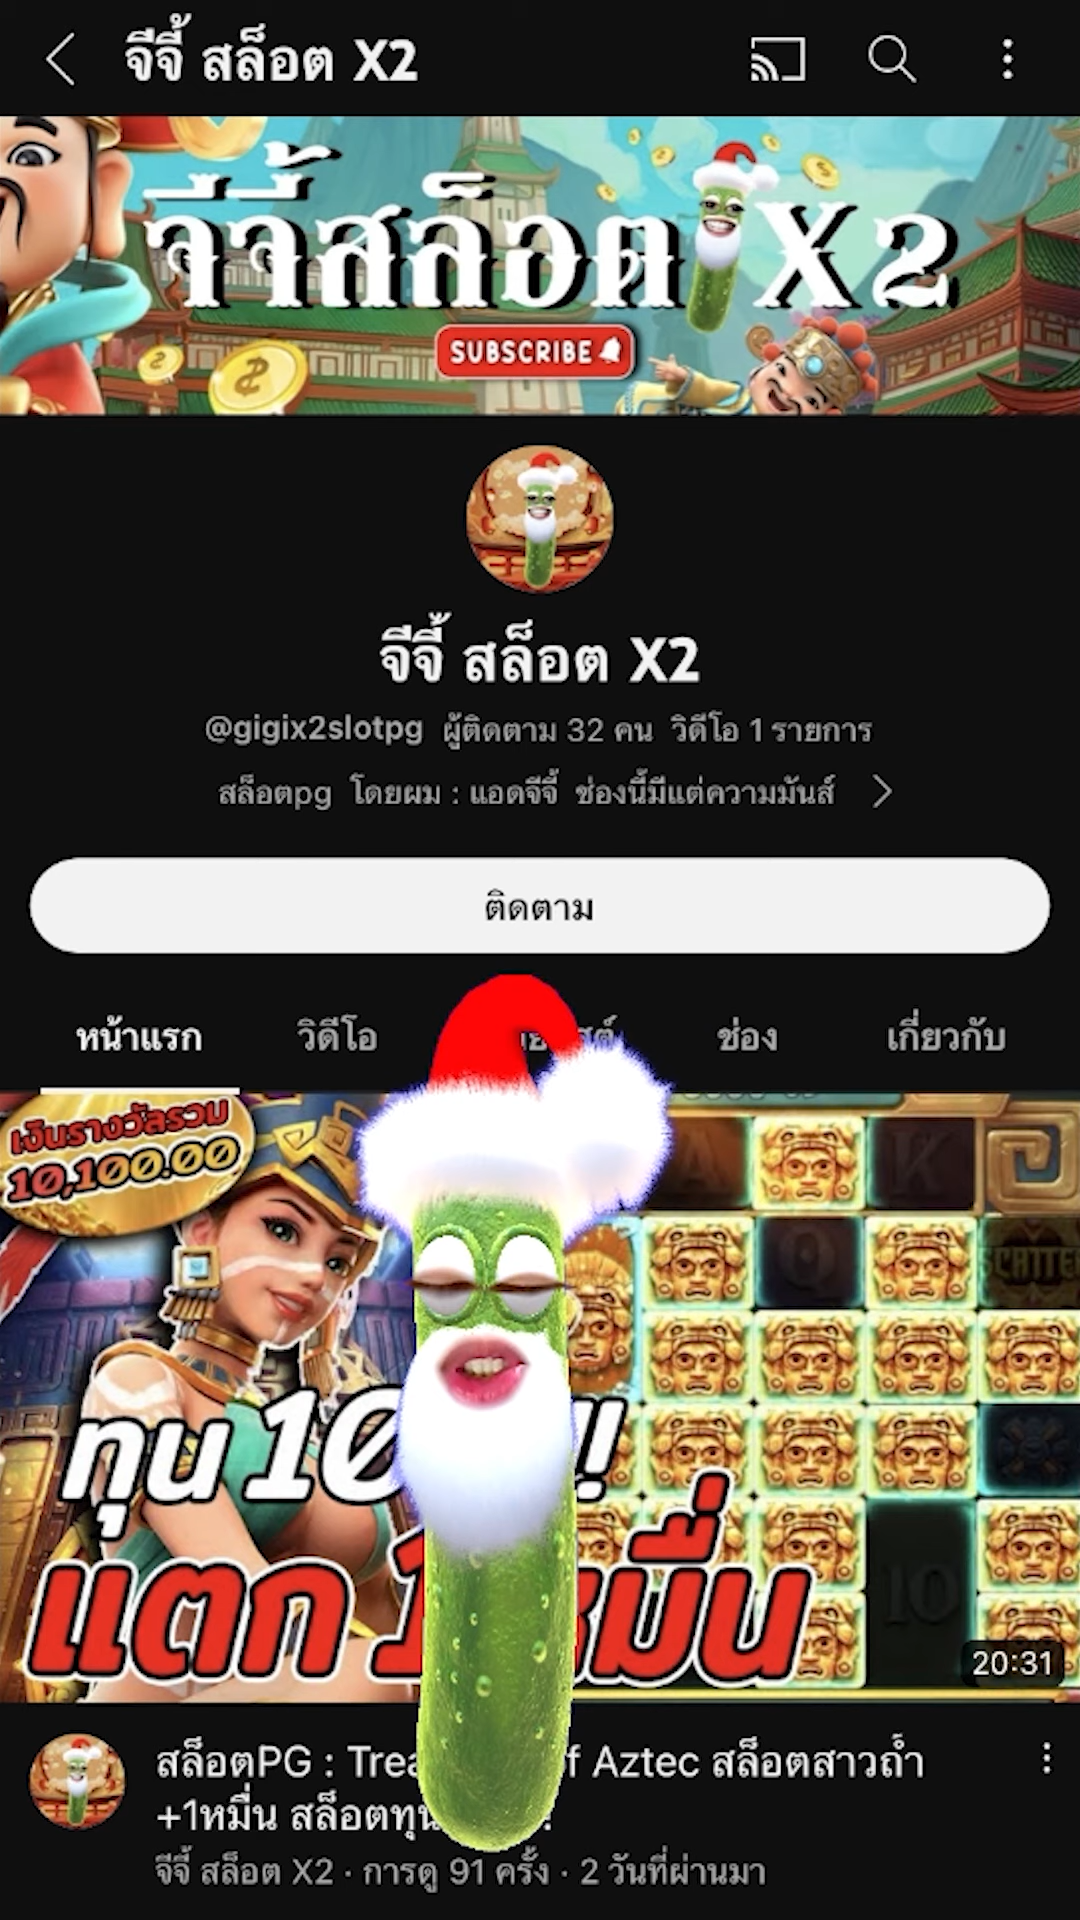 จีจี้ สล็อต X2
จีจี้สล็อต X2
SUBSCRIBE
จีจี้ สล็อต X2
@gigix2slotpg ผู้ติดตาม 32 คน วิดีโอ 1 รายการ
สล็อตpg โดยผม : แอดจีจี้ ช่องนี้มีแต่ความมันส์
ติดตาม
หน้าแรก วิดีโอ ช่อง เกี่ยวกับ
เงินรางวัลรวม
10,100.00
A K
Q SCATTE
ทุน 10 !!
แตก 1 หมื่น
10
20:31
สล็อตPG : Trea f Aztec สล็อตสาวถ้ำ
+1หมื่น สล็อตทุน
จีจี้ สล็อต X2 · การดู 91 ครั้ง · 2 วันที่ผ่านมา